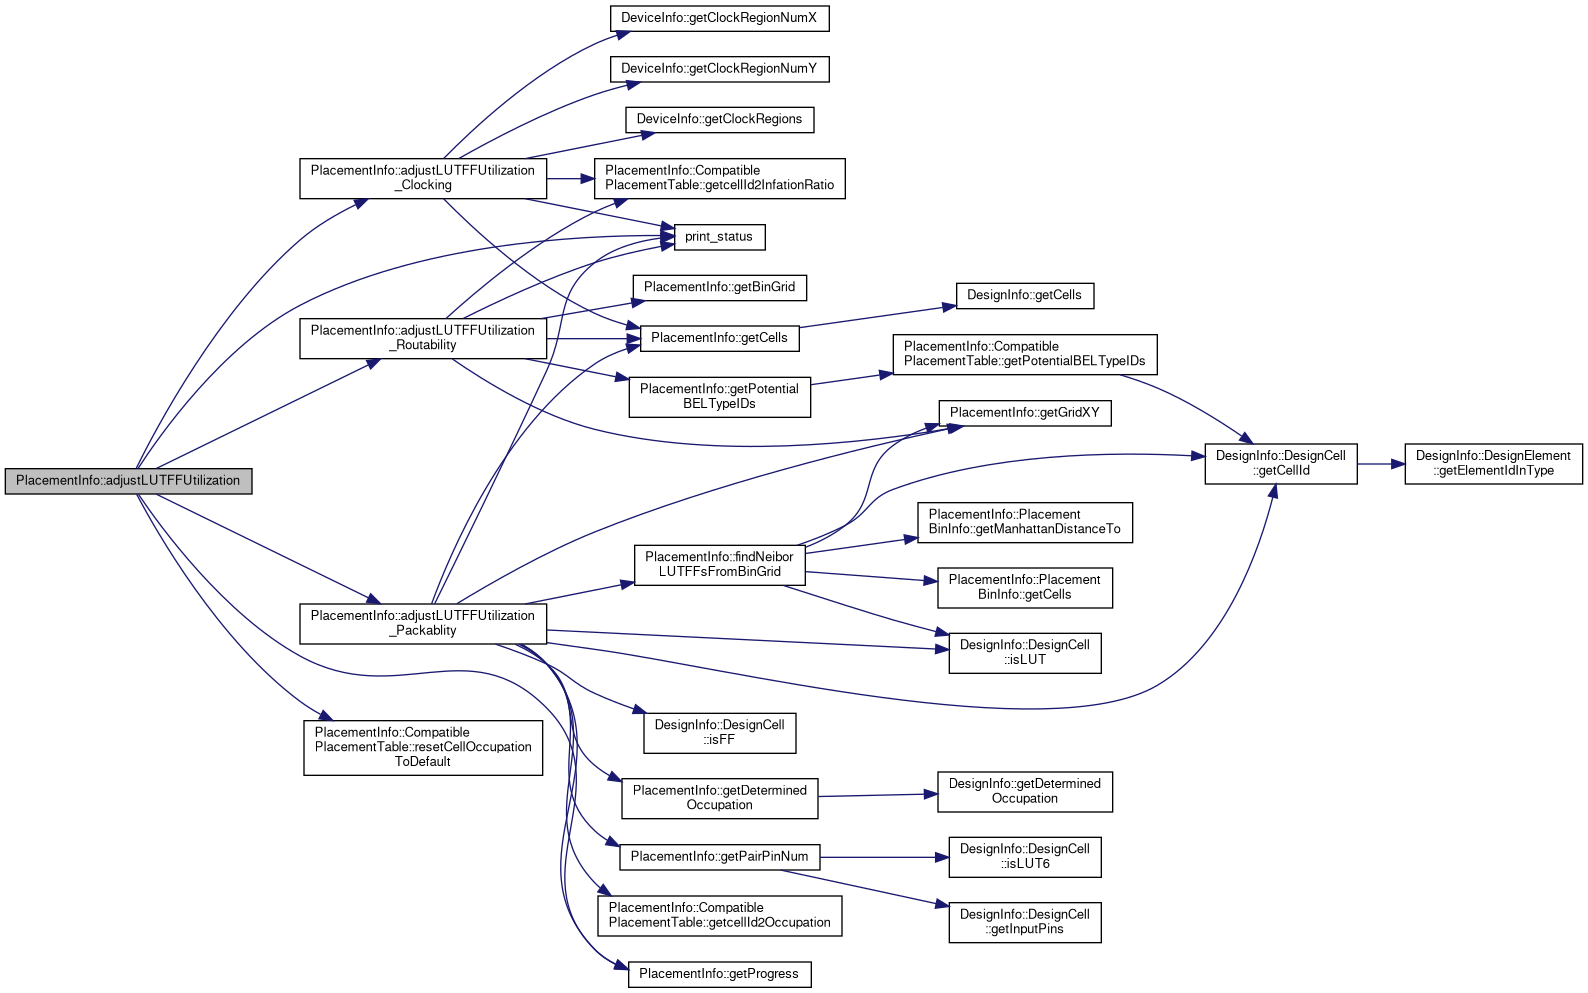 DeviceInfo::getClockRegionNumX
DeviceInfo::getClockRegionNumY
DeviceInfo::getClockRegions
PlacementInfo::adjustLUTFFUtilization
_Clocking
PlacementInfo::Compatible
PlacementTable::getcellId2InfationRatio
print_status
PlacementInfo::getBinGrid
DesignInfo::getCells
PlacementInfo::adjustLUTFFUtilization
_Routability
PlacementInfo::getCells
PlacementInfo::Compatible
PlacementTable::getPotentialBELTypeIDs
PlacementInfo::getPotential
BELTypeIDs
PlacementInfo::getGridXY
DesignInfo::DesignCell
::getCellId
DesignInfo::DesignElement
::getElementIdInType
PlacementInfo::adjustLUTFFUtilization
PlacementInfo::Placement
BinInfo::getManhattanDistanceTo
PlacementInfo::findNeibor
LUTFFsFromBinGrid
PlacementInfo::Placement
BinInfo::getCells
PlacementInfo::adjustLUTFFUtilization
_Packablity
DesignInfo::DesignCell
::isLUT
PlacementInfo::Compatible
PlacementTable::resetCellOccupation
ToDefault
DesignInfo::DesignCell
::isFF
PlacementInfo::getDetermined
Occupation
DesignInfo::getDetermined
Occupation
PlacementInfo::getPairPinNum
DesignInfo::DesignCell
::isLUT6
PlacementInfo::Compatible
PlacementTable::getcellId2Occupation
DesignInfo::DesignCell
::getInputPins
PlacementInfo::getProgress